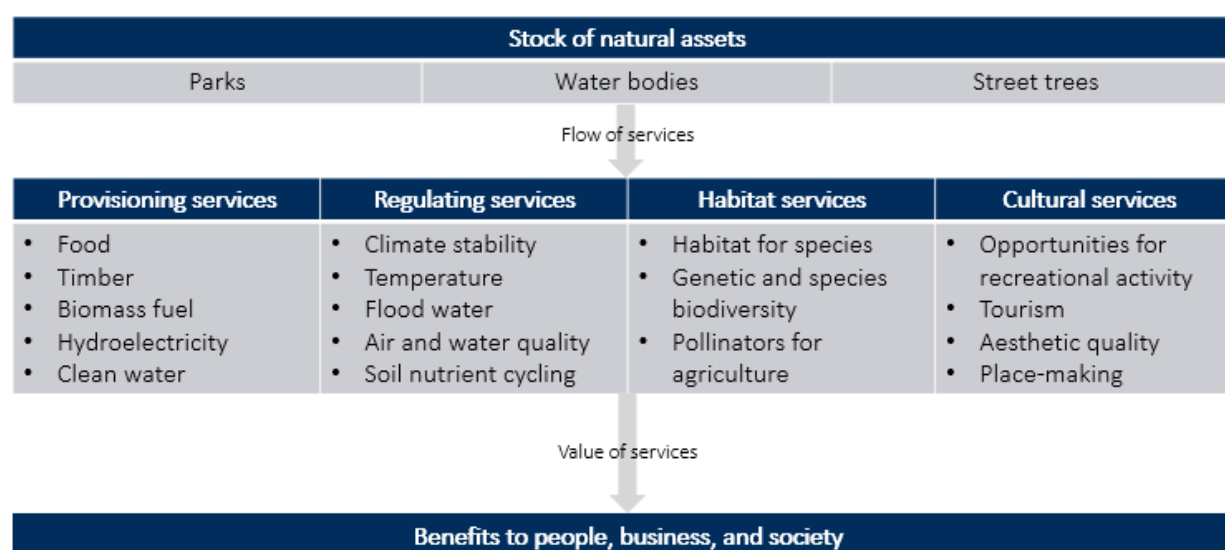 Stock of natural assets
Parks
Water bodies
Street trees
Flow of services
Provisioning services
• Food
• Timber
• Biomass fuel
• Hydroelectricity
• Clean water
Regulating services
• Climate stability
• Temperature
• Flood water
• Air and water quality
• Soil nutrient cycling
Habitat services
• Habitat for species
• Genetic and species
biodiversity
• Pollinators for
agriculture
Cultural services
• Opportunities for
recreational activity
• Tourism
• Aesthetic quality
• Place-making
Value of services
Benefits to people, business, and society